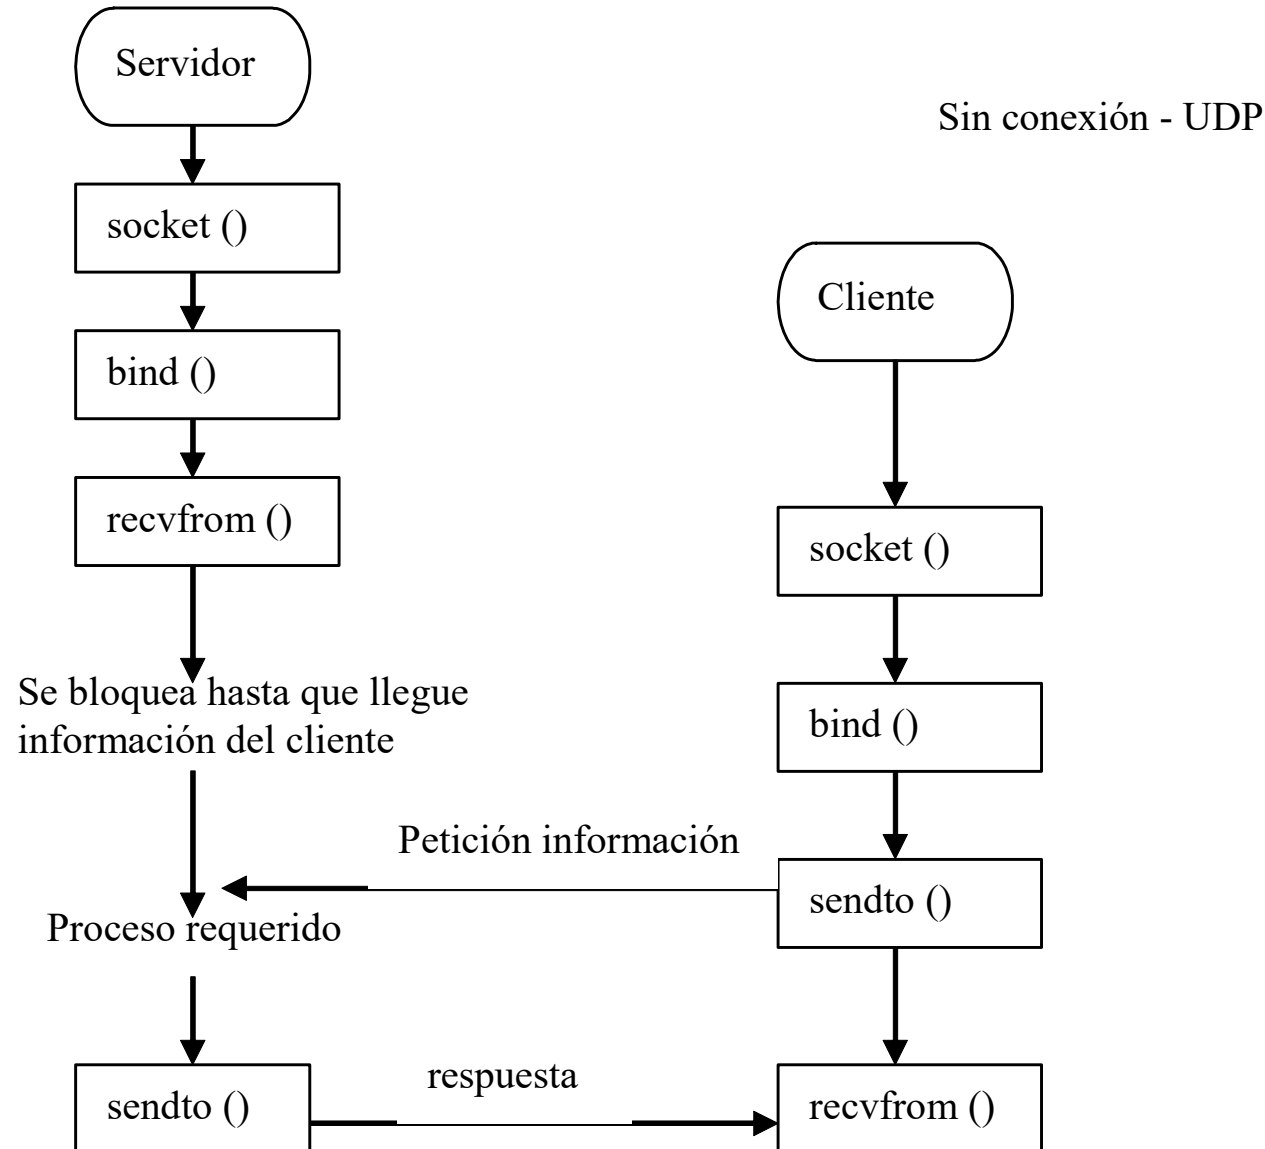 Servidor
Sin conexión - UDP
socket ()
Cliente
bind ()
recvfrom ()
socket ()
Se bloquea hasta que llegue
información del cliente
bind ()
Petición información
sendto ()
Proceso requerido
respuesta
sendto ()
recvfrom ()